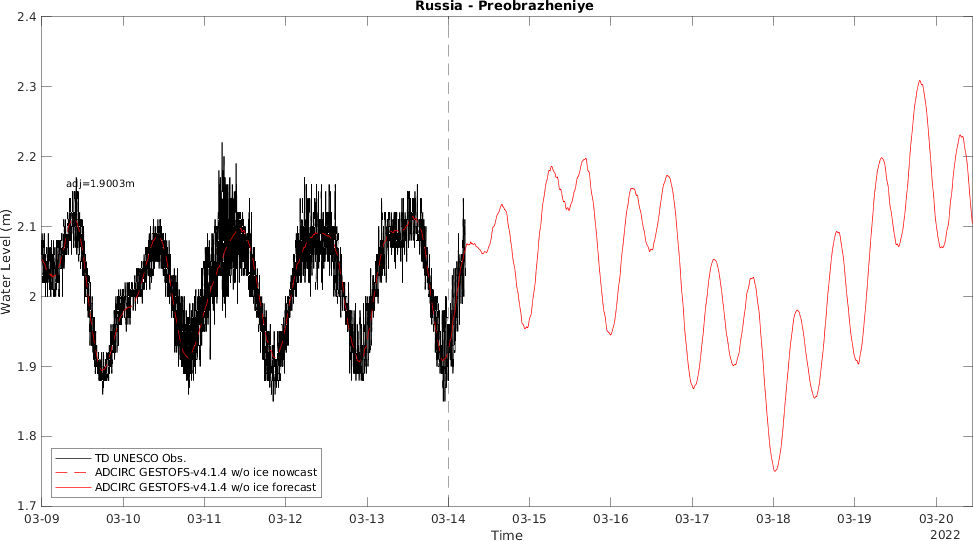 Russia - Preobrazheniye
2.4
2.3
2.2
2.1
2
1.9
1.8
1.7
Water Level (m)
adj=1.9003m
TD UNESCO Obs.
ADCIRC GESTOFS-v4.1.4 w/o ice nowcast
ADCIRC GESTOFS-v4.1.4 w/o ice forecast
03-09 03-10 03-11 03-12 03-13 03-14 03-15 03-16 03-17 03-18 03-19 03-20
2022
Time